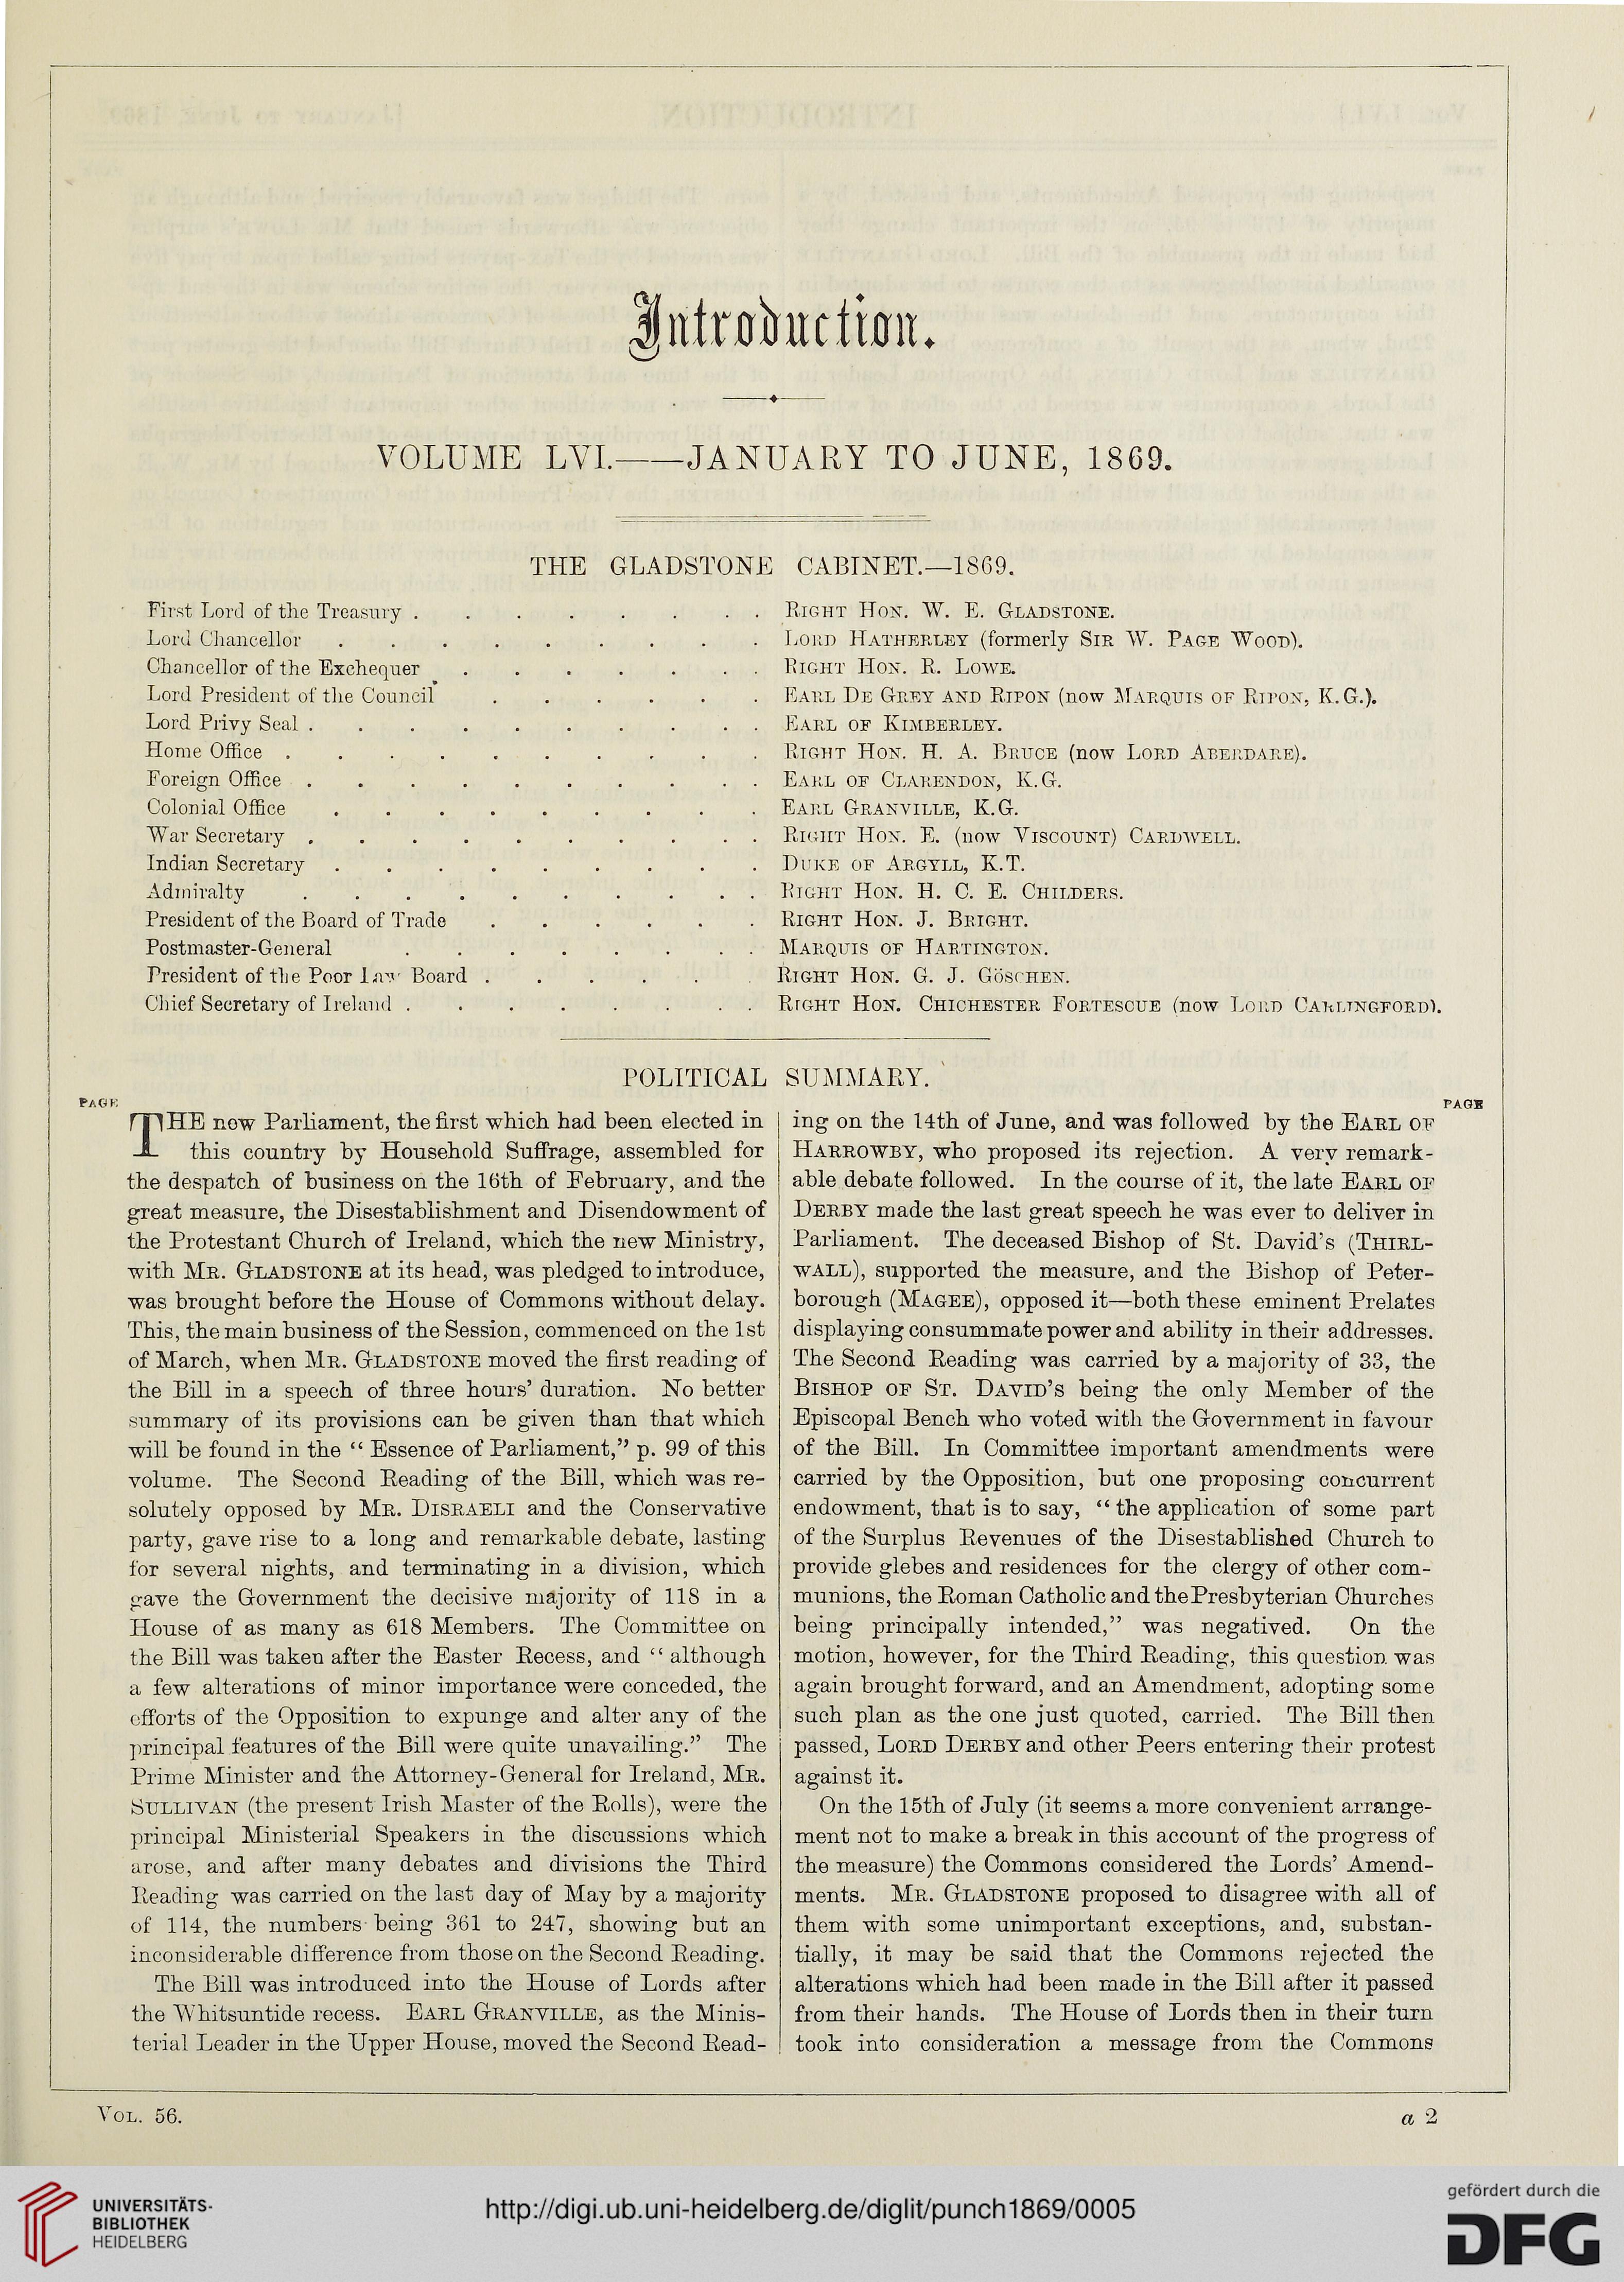 Introduction.
VOLUME LVI.——JANUARY TO JUNE, 1869.
THE GLADSTONE CABINET.—1869.
First Lord of the Treasury . . . . . . . . RIGHT HON. W. E. GLADSTONE.
Lord Chancellor . . . . . . . . . LORD HATHERLEY (formerly SIR W. PAGE WOOD).
Chancellor of the Exchequer . . . . . . . RIGHT HON. R. LOWE.
Lord President of the Council . . . . . . EARL DE GREY AND RIPON (now MARQUIS OF RIPON, K.G.).
Lord Privy Seal . . . . . . . . . . EARL OF KIMBERLEY.
Home Office . . . . . . . . . . RIGHT HON. H. A. BRUCE (now LORD ABERDARE).
Foreign Office . . . . . . . . . . EARL OF CLARENDON, K.G.
Colonial Office . . . . . . . . . EARL GRANVILLE, K.G.
War Secretary . . . . . . . . . . RIGHT HON. E. (now VISCOUNT) CARDWELL.
Indian Secretary . . . . . . . . . DUKE OF ARGYLL, K.T.
Admiralty . . . . . . . . . . RIGHT HON. H. C. E. CHILDERS.
President of the Board of Trade . . . . . . RIGHT HON. J. BRIGHT.
Postmaster-General . . . . . . . . MARQUIS OF HARTINGTON.
President of the Poor Law Board . . . . . . RIGHT HON. G. J. GÖSCHEN.
Chief Secretary of Ireland . . . . . . . . RIGHT HON. CHICHESTER FORTESCUE (now LORD CARLINGFORD).
POLITICAL SUMMARY.
PAGE
THE new Parliament, the first which had been elected in
this country by Household Suffrage, assembled for
the despatch of business on the 16th of February, and the
great measure, the Disestablishment and Disendowment of
the Protestant Church of Ireland, which the new Ministry,
with MR. GLADSTONE at its head, was pledged to introduce,
was brought before the House of Commons without delay.
This, the main business of the Session, commenced on the 1st
of March, when MR. GLADSTONE moved the first reading of
the Bill in a speech of three hours' duration. No better
summary of its provisions can be given than that which
will be found in the “ Essence of Parliament,” p. 99 of this
volume. The Second Reading of the Bill, which was re-
solutely opposed by MR. DISRAELI and the Conservative
party, gave rise to a long and remarkable debate, lasting
for several nights, and terminating in a division, which
gave the Government the decisive majority of 118 in a
House of as many as 618 Members. The Committee on
the Bill was taken after the Easter Recess, and “ although
a few alterations of minor importance were conceded, the
efforts of the Opposition to expunge and alter any of the
principal features of the Bill were quite unavailing.” The
Prime Minister and the Attorney-General for Ireland, MR.
SULLIVAN (the present Irish Master of the Rolls), were the
principal Ministerial Speakers in the discussions which
arose, and after many debates and divisions the Third
Reading was carried on the last day of May by a majority
of 114, the numbers being 361 to 247, showing but an
inconsiderable difference from those on the Second Reading.
The Bill was introduced into the House of Lords after
the Whitsuntide recess. EARL GRANVILLE, as the Minis-
terial Leader in the Upper House, moved the Second Read-
PAGE
ing on the 14th of June, and was followed by the EARL OF
HARROWBY, who proposed its rejection. A very remark-
able debate followed. In the course of it, the late EARL OF
DERBY made the last great speech he was ever to deliver in
Parliament. The deceased Bishop of St. David's (THIRL-
WALL), supported the measure, and the Bishop of Peter-
borough (MAGEE), opposed it—both these eminent Prelates
displaying consummate power and ability in their addresses.
The Second Reading was carried by a majority of 33, the
BISHOP OF ST. DAVID'S being the only Member of the
Episcopal Bench who voted with the Government in favour
of the Bill. In Committee important amendments were
carried by the Opposition, but one proposing concurrent
endowment, that is to say, “the application of some part
of the Surplus Revenues of the Disestablished Church to
provide glebes and residences for the clergy of other com-
munions, the Roman Catholic and the Presbyterian Churches
being principally intended,” was negatived. On the
motion, however, for the Third Reading, this question was
again brought forward, and an Amendment, adopting some
such plan as the one just quoted, carried. The Bill then
passed, LORD DERBY and other Peers entering their protest
against it.
On the 15th of July (it seems a more convenient arrange-
ment not to make a break in this account of the progress of
the measure) the Commons considered the Lords' Amend-
ments. MR. GLADSTONE proposed to disagree with all of
them with some unimportant exceptions, and, substan-
tially, it may be said that the Commons rejected the
alterations which had been made in the Bill after it passed
from their hands. The House of Lords then in their turn
took into consideration a message from the Commons
VOL. 56.
a 2
UNIVERSITÄTS-
BIBLIOTHEK
HEIDELBERG
http://digi.ub.uni-heidelberg.de/diglit/punch1869/0005
gefördert durch die
DFG